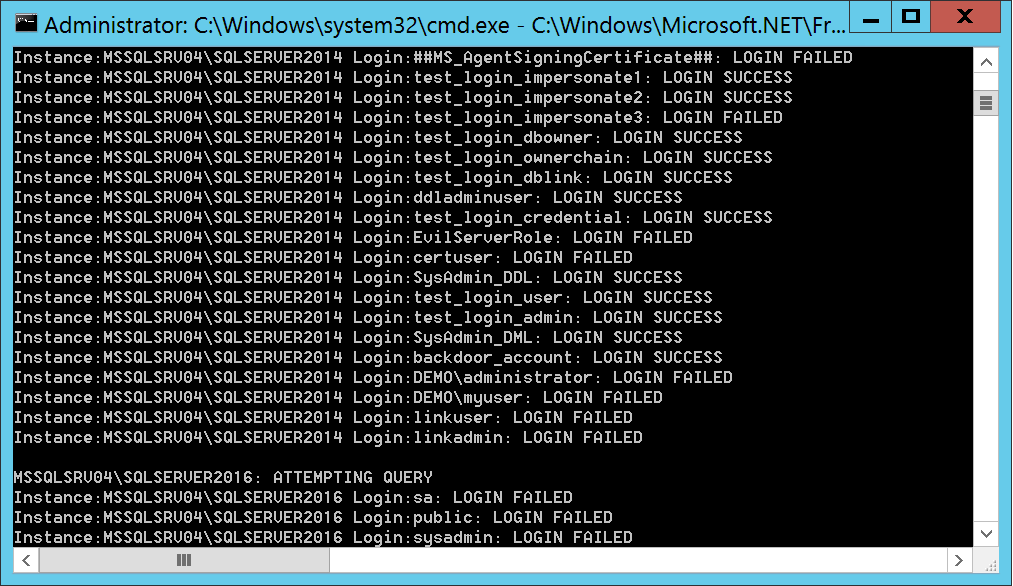 Administrator: C:\Windows\system32\cmd.exe - C:\Windows\Microsoft.NET\Fr...
Instance:MSSQLSRV04\SQLSERVER2014 Login:##MS_AgentSigningCertificate##: LOGIN FAILED
Instance:MSSQLSRV04\SQLSERVER2014 Login:test_login_impersonate1: LOGIN SUCCESS
Instance:MSSQLSRV04\SQLSERVER2014 Login:test_login_impersonate2: LOGIN SUCCESS
Instance:MSSQLSRV04\SQLSERVER2014 Login:test_login_impersonate3: LOGIN FAILED
Instance:MSSQLSRV04\SQLSERVER2014 Login:test_login_dbowner: LOGIN SUCCESS
Instance:MSSQLSRV04\SQLSERVER2014 Login:test_login_ownerchain: LOGIN SUCCESS
Instance:MSSQLSRV04\SQLSERVER2014 Login:test_login_dblink: LOGIN SUCCESS
Instance:MSSQLSRV04\SQLSERVER2014 Login:ddladminuser: LOGIN SUCCESS
Instance:MSSQLSRV04\SQLSERVER2014 Login:test_login_credential: LOGIN SUCCESS
Instance:MSSQLSRV04\SQLSERVER2014 Login:EvilServerRole: LOGIN FAILED
Instance:MSSQLSRV04\SQLSERVER2014 Login:certuser: LOGIN FAILED
Instance:MSSQLSRV04\SQLSERVER2014 Login:SysAdmin_DDL: LOGIN SUCCESS
Instance:MSSQLSRV04\SQLSERVER2014 Login:test_login_user: LOGIN SUCCESS
Instance:MSSQLSRV04\SQLSERVER2014 Login:test_login_admin: LOGIN SUCCESS
Instance:MSSQLSRV04\SQLSERVER2014 Login:SysAdmin_DML: LOGIN SUCCESS
Instance:MSSQLSRV04\SQLSERVER2014 Login:backdoor_account: LOGIN SUCCESS
Instance:MSSQLSRV04\SQLSERVER2014 Login:DEMO\administrator: LOGIN FAILED
Instance:MSSQLSRV04\SQLSERVER2014 Login:DEMO\myuser: LOGIN FAILED
Instance:MSSQLSRV04\SQLSERVER2014 Login:linkuser: LOGIN FAILED
Instance:MSSQLSRV04\SQLSERVER2014 Login:linkadmin: LOGIN FAILED
MSSQLSRV04\SQLSERVER2016: ATTEMPTING QUERY
Instance:MSSQLSRV04\SQLSERVER2016 Login:sa: LOGIN FAILED
Instance:MSSQLSRV04\SQLSERVER2016 Login:public: LOGIN FAILED
Instance:MSSQLSRV04\SQLSERVER2016 Login:sysadmin: LOGIN FAILED